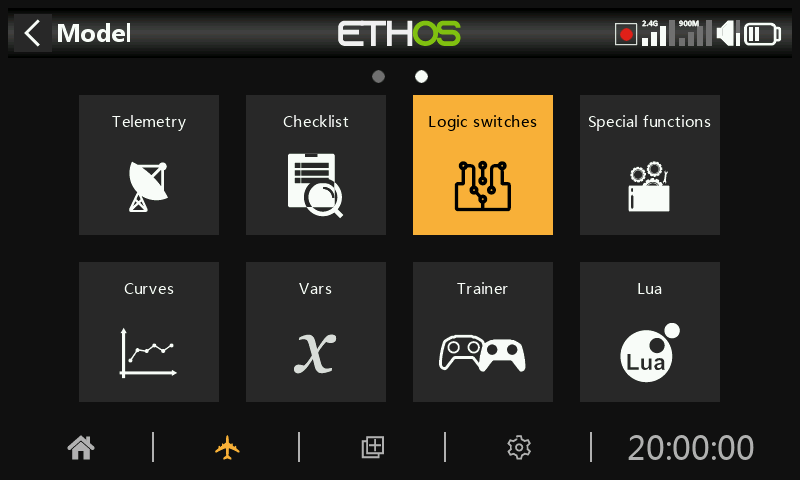 Model
ETHOS
2.4G
900M
Telemetry
Checklist
Logic switches
Special functions
Curves
Vars
Trainer
Lua
x
Lua
20:00:00